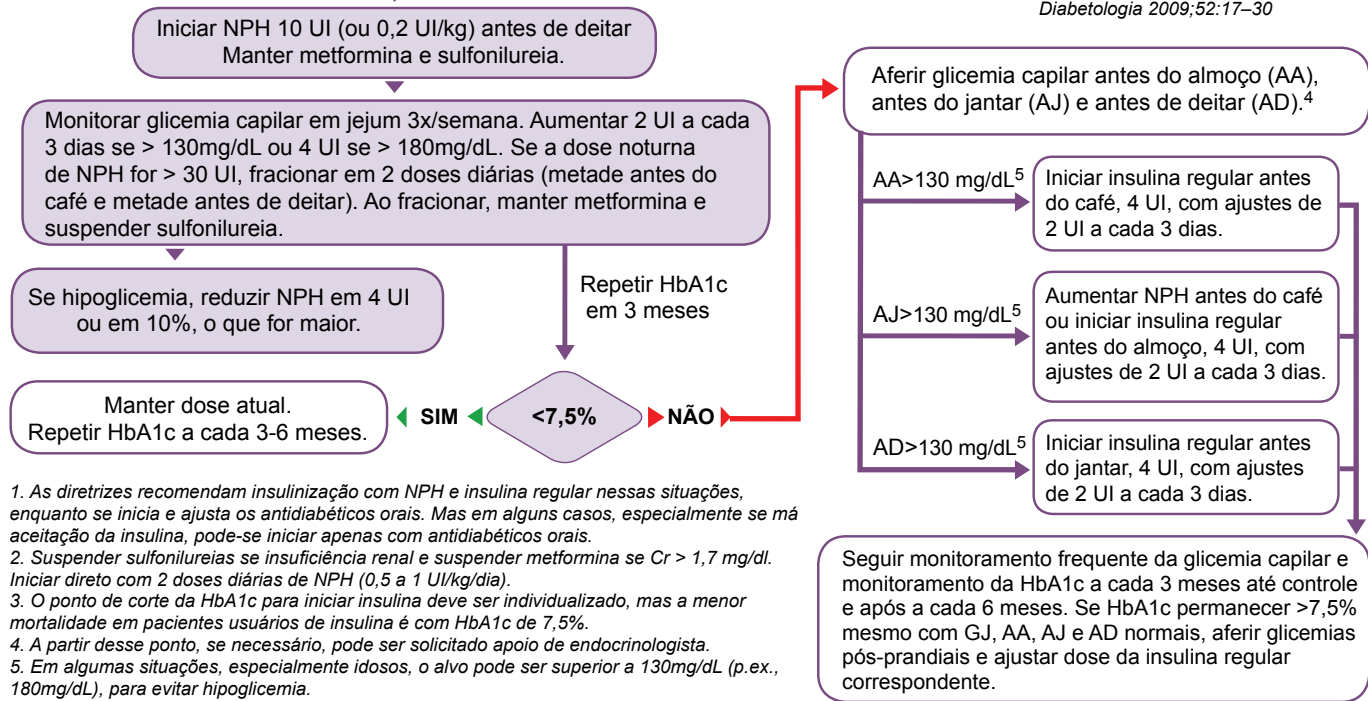 Diabetologia 2009;52:17–30
Iniciar NPH 10 UI (ou 0,2 UI/kg) antes de deitar
Manter metformina e sulfonilureia.
Monitorar glicemia capilar em jejum 3x/semana. Aumentar 2 UI a cada
3 dias se > 130mg/dL ou 4 UI se > 180mg/dL. Se a dose noturna
de NPH for > 30 UI, fracionar em 2 doses diárias (metade antes do
café e metade antes de deitar). Ao fracionar, manter metformina e
suspender sulfonilureia.
Se hipoglicemia, reduzir NPH em 4 UI
ou em 10%, o que for maior.
Repetir HbA1c
em 3 meses
<7,5%
SIM
NÃO
Manter dose atual.
Repetir HbA1c a cada 3-6 meses.
Aferir glicemia capilar antes do almoço (AA),
antes do jantar (AJ) e antes de deitar (AD).4
AA>130 mg/dL5
Iniciar insulina regular antes
do café, 4 UI, com ajustes de
2 UI a cada 3 dias.
AJ>130 mg/dL5
Aumentar NPH antes do café
ou iniciar insulina regular
antes do almoço, 4 UI, com
ajustes de 2 UI a cada 3 dias.
AD>130 mg/dL5
Iniciar insulina regular antes
do jantar, 4 UI, com ajustes
de 2 UI a cada 3 dias.
Seguir monitoramento frequente da glicemia capilar e
monitoramento da HbA1c a cada 3 meses até controle
e após a cada 6 meses. Se HbA1c permanecer >7,5%
mesmo com GJ, AA, AJ e AD normais, aferir glicemias
pós-prandiais e ajustar dose da insulina regular
correspondente.
1. As diretrizes recomendam insulinização com NPH e insulina regular nessas situações,
enquanto se inicia e ajusta os antidiabéticos orais. Mas em alguns casos, especialmente se má
aceitação da insulina, pode-se iniciar apenas com antidiabéticos orais.
2. Suspender sulfonilureias se insuficiência renal e suspender metformina se Cr > 1,7 mg/dl.
Iniciar direto com 2 doses diárias de NPH (0,5 a 1 UI/kg/dia).
3. O ponto de corte da HbA1c para iniciar insulina deve ser individualizado, mas a menor
mortalidade em pacientes usuários de insulina é com HbA1c de 7,5%.
4. A partir desse ponto, se necessário, pode ser solicitado apoio de endocrinologista.
5. Em algumas situações, especialmente idosos, o alvo pode ser superior a 130mg/dL (p.ex.,
180mg/dL), para evitar hipoglicemia.